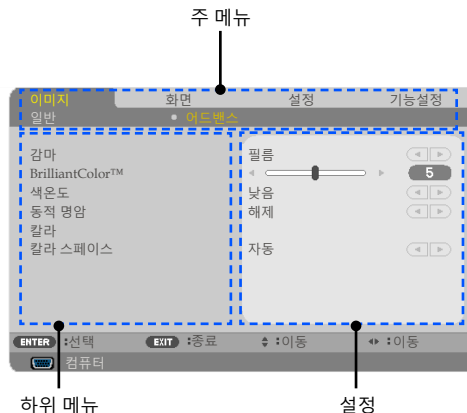 주 메뉴
이미지 화면 설정 기능설정
일반 • 어드밴스
감마 필름
BrilliantColor™ 5
색온도 낮음
동적 명암 해제
칼라
칼라 스페이스 자동
ENTER :선택 EXIT :종료 :이동 :이동
컴퓨터
하위 메뉴 설정